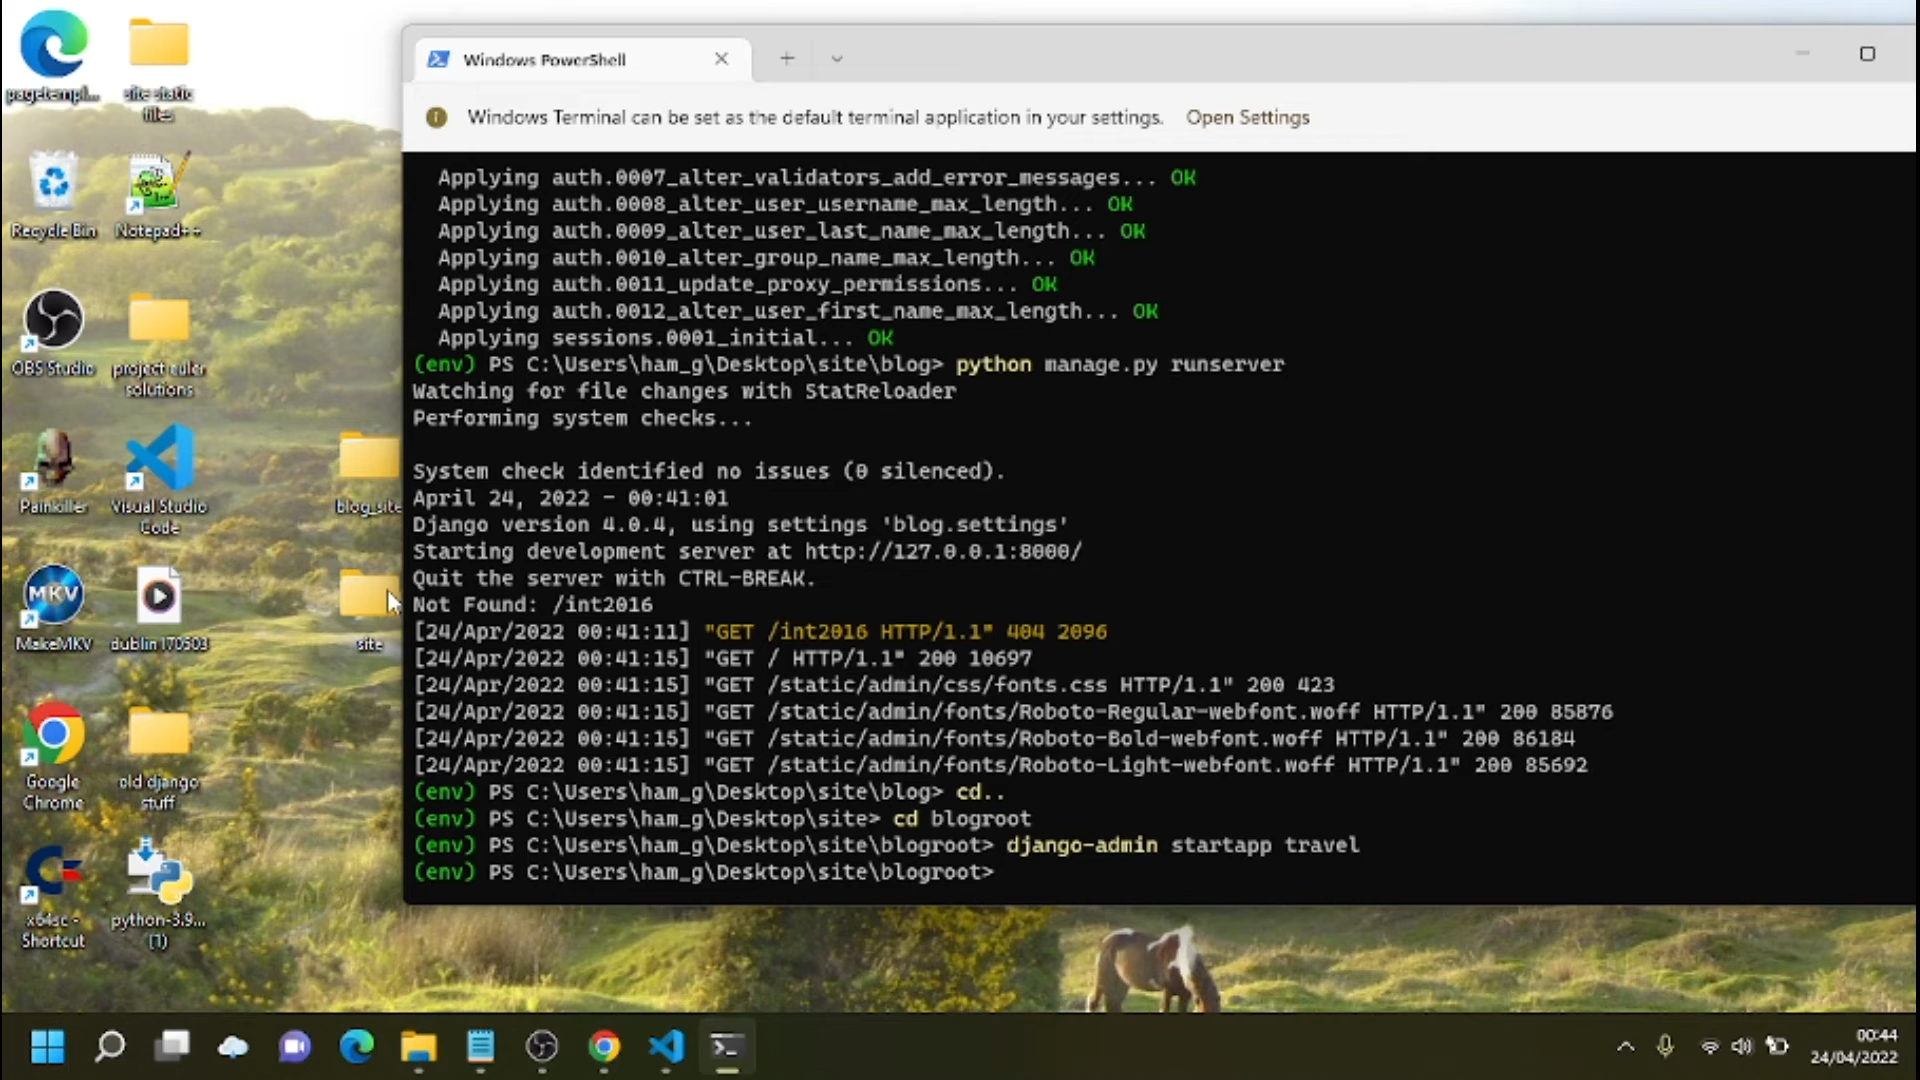 pagetempl...
site static
files
Recycle Bin
Notepad++
OBS Studio
project euler
solutions
Painkiller
Visual Studio
Code
blog_site
MakeMKV
dublin 170503
site
Google
Chrome
old django
stuff
x64sc -
Shortcut
python-3.9...
(1)
Windows PowerShell
Windows Terminal can be set as the default terminal application in your settings. Open Settings
Applying auth.0007_alter_validators_add_error_messages... OK
Applying auth.0008_alter_user_username_max_length... OK
Applying auth.0009_alter_user_last_name_max_length... OK
Applying auth.0010_alter_group_name_max_length... OK
Applying auth.0011_update_proxy_permissions... OK
Applying auth.0012_alter_user_first_name_max_length... OK
Applying sessions.0001_initial... OK
(env) PS C:\Users\ham_g\Desktop\site\blog> python manage.py runserver
Watching for file changes with StatReloader
Performing system checks...
System check identified no issues (0 silenced).
April 24, 2022 - 00:41:01
Django version 4.0.4, using settings 'blog.settings'
Starting development server at http://127.0.0.1:8000/
Quit the server with CTRL-BREAK.
Not Found: /int2016
[24/Apr/2022 00:41:11] "GET /int2016 HTTP/1.1" 404 2096
[24/Apr/2022 00:41:15] "GET / HTTP/1.1" 200 10697
[24/Apr/2022 00:41:15] "GET /static/admin/css/fonts.css HTTP/1.1" 200 423
[24/Apr/2022 00:41:15] "GET /static/admin/fonts/Roboto-Regular-webfont.woff HTTP/1.1" 200 85876
[24/Apr/2022 00:41:15] "GET /static/admin/fonts/Roboto-Bold-webfont.woff HTTP/1.1" 200 86184
[24/Apr/2022 00:41:15] "GET /static/admin/fonts/Roboto-Light-webfont.woff HTTP/1.1" 200 85692
(env) PS C:\Users\ham_g\Desktop\site\blog> cd..
(env) PS C:\Users\ham_g\Desktop\site> cd blogroot
(env) PS C:\Users\ham_g\Desktop\site\blogroot> django-admin startapp travel
(env) PS C:\Users\ham_g\Desktop\site\blogroot>
MKV
00:44
24/04/2022